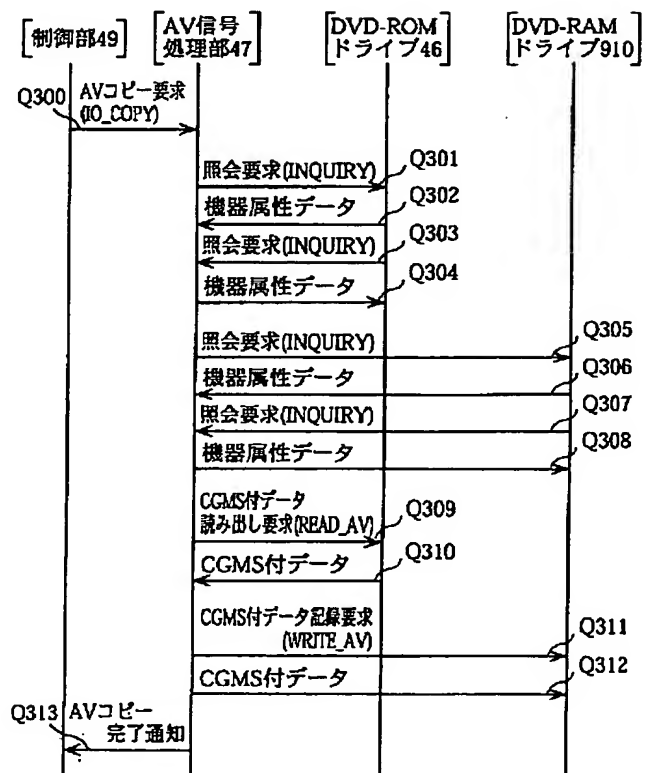 制御部49
AV信号
処理部47
DVD-ROM
ドライブ46
DVD-RAM
ドライブ910
Q300
AVコピー要求
(IO_COPY)
照会要求(INQUIRY)
Q301
機器属性データ
Q302
照会要求(INQUIRY)
Q303
機器属性データ
Q304
照会要求(INQUIRY)
Q305
機器属性データ
Q306
照会要求(INQUIRY)
Q307
機器属性データ
Q308
CGMS付データ
読み出し要求(READ_AV)
Q309
CGMS付データ
Q310
CGMS付データ記録要求
(WRITE_AV)
Q311
CGMS付データ
Q312
Q313
AVコピー
完了通知